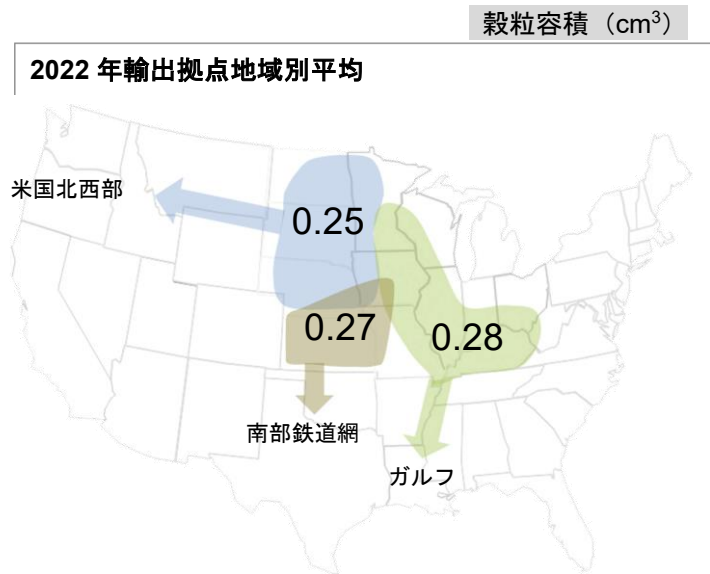 穀粒容積（cm³）
2022 年輸出拠点地域別平均
米国北西部
0.25
0.27
0.28
南部鉄道網
ガルフ